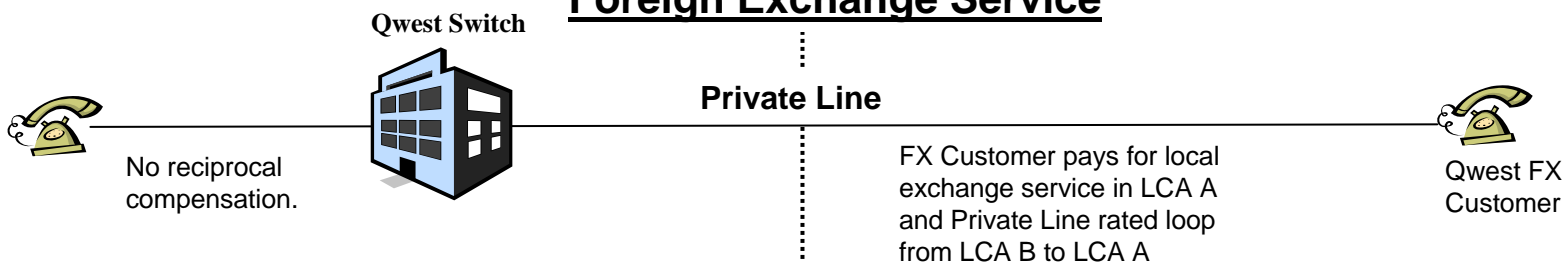 Foreign Exchange Service
Qwest Switch
Private Line
No reciprocal
compensation.
FX Customer pays for local
exchange service in LCA A
and Private Line rated loop
from LCA B to LCA A
Qwest FX
Customer